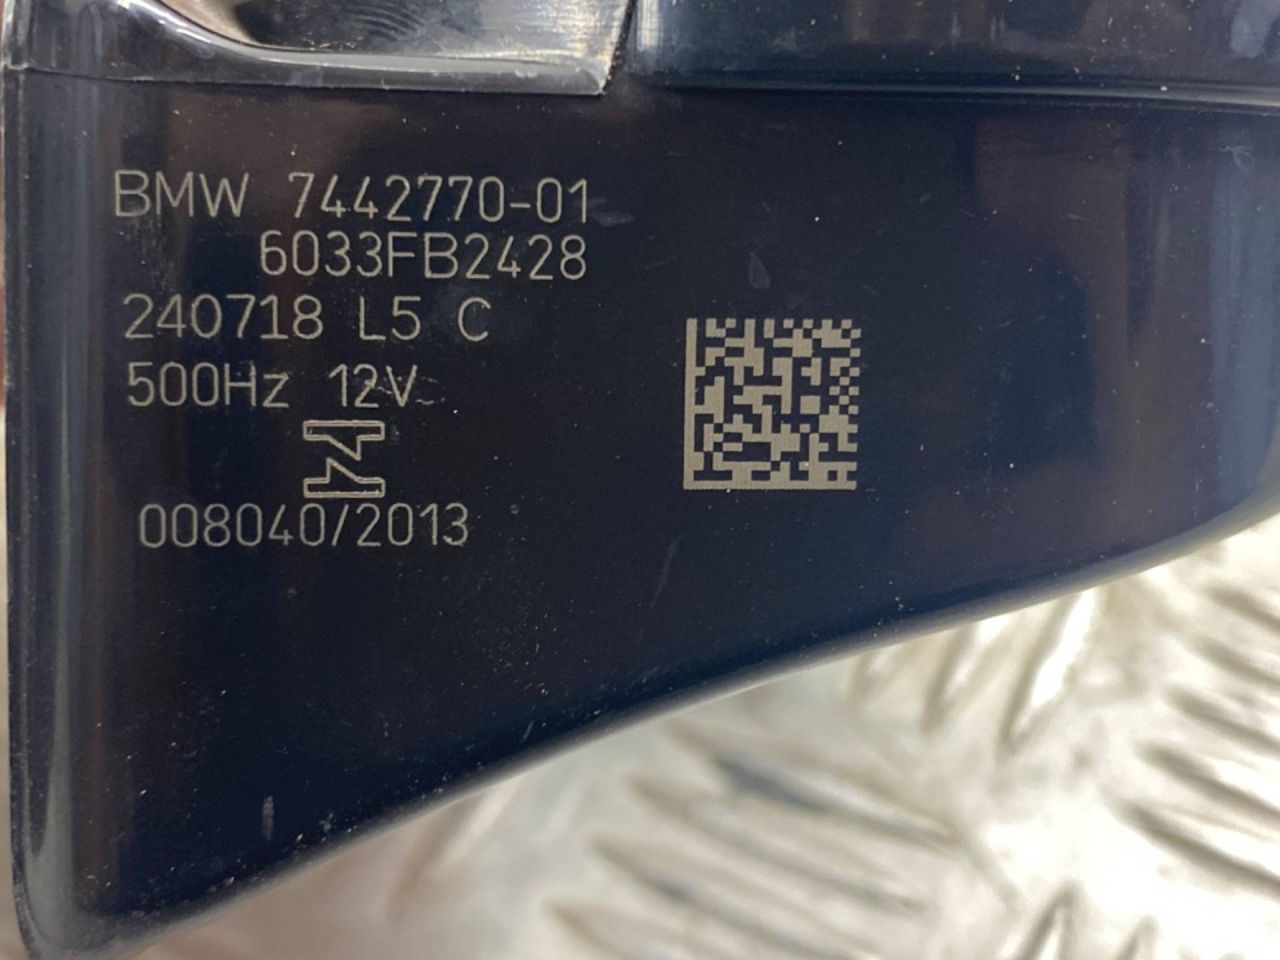 BMW 7442770-01
6033FB2428
240718 L5 C
500Hz 12V
008040/2013